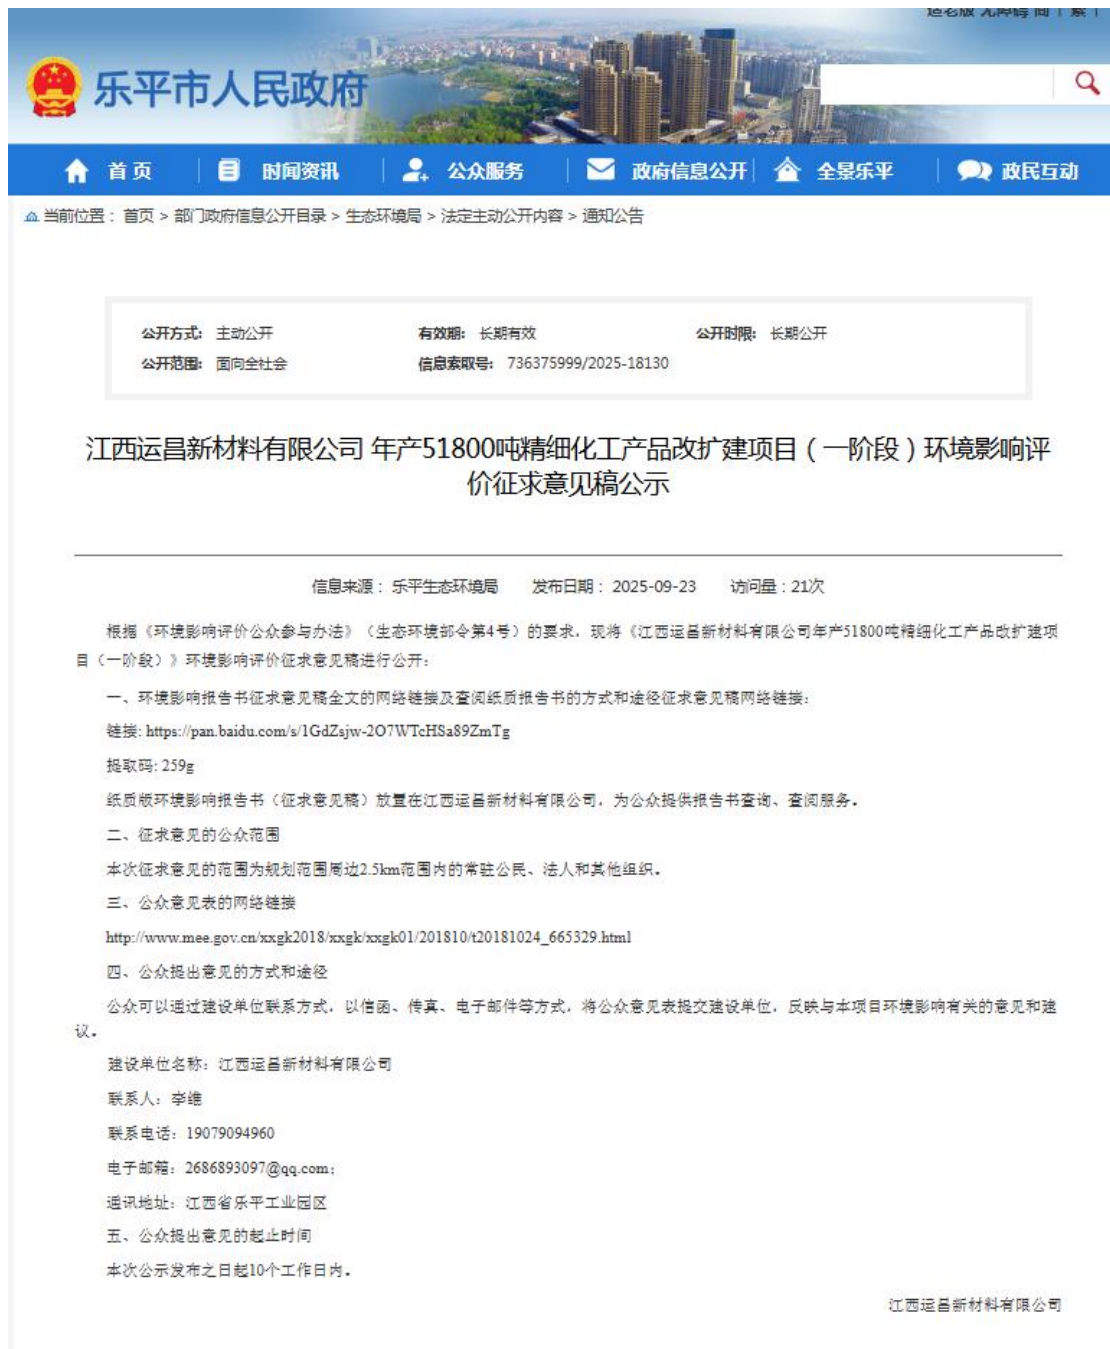 适老版 无障碍 简 | 繁 |
乐平市人民政府
首页 时间资讯 公众服务 政府信息公开 全景乐平 政民互动
当前位置： 首页 > 部门政府信息公开目录 > 生态环境局 > 法定主动公开内容 > 通知公告
公开方式： 主动公开 有效期： 长期有效 公开时限： 长期公开
公开范围： 面向全社会 信息索取号： 736375999/2025-18130
江西运昌新材料有限公司 年产51800吨精细化工产品改扩建项目（一阶段）环境影响评
价征求意见稿公示
信息来源：乐平生态环境局 发布日期：2025-09-23 访问量：21次
根据《环境影响评价公众参与办法》（生态环境部令第4号）的要求，现将《江西运昌新材料有限公司年产51800吨精细化工产品改扩建项
目（一阶段）》环境影响评价征求意见稿进行公开：
一、环境影响报告书征求意见稿全文的网络链接及查阅纸质报告书的方式和途径征求意见稿网络链接：
链接: https://pan.baidu.com/s/1GdZsjw-2O7WTcHSa89ZmTg
提取码: 259g
纸质版环境影响报告书（征求意见稿）放置在江西运昌新材料有限公司，为公众提供报告书查询、查阅服务。
二、征求意见的公众范围
本次征求意见的范围为规划范围周边2.5km范围内的常驻公民、法人和其他组织。
三、公众意见表的网络链接
http://www.mee.gov.cn/xxgk2018/xxgk/xxgk01/201810/t20181024_665329.html
四、公众提出意见的方式和途径
公众可以通过建设单位联系方式，以信函、传真、电子邮件等方式，将公众意见表提交建设单位，反映与本项目环境影响有关的意见和建
议。
建设单位名称：江西运昌新材料有限公司
联系人：李维
联系电话：19079094960
电子邮箱：2686893097@qq.com；
通讯地址：江西省乐平工业园区
五、公众提出意见的起止时间
本次公示发布之日起10个工作日内。
江西运昌新材料有限公司